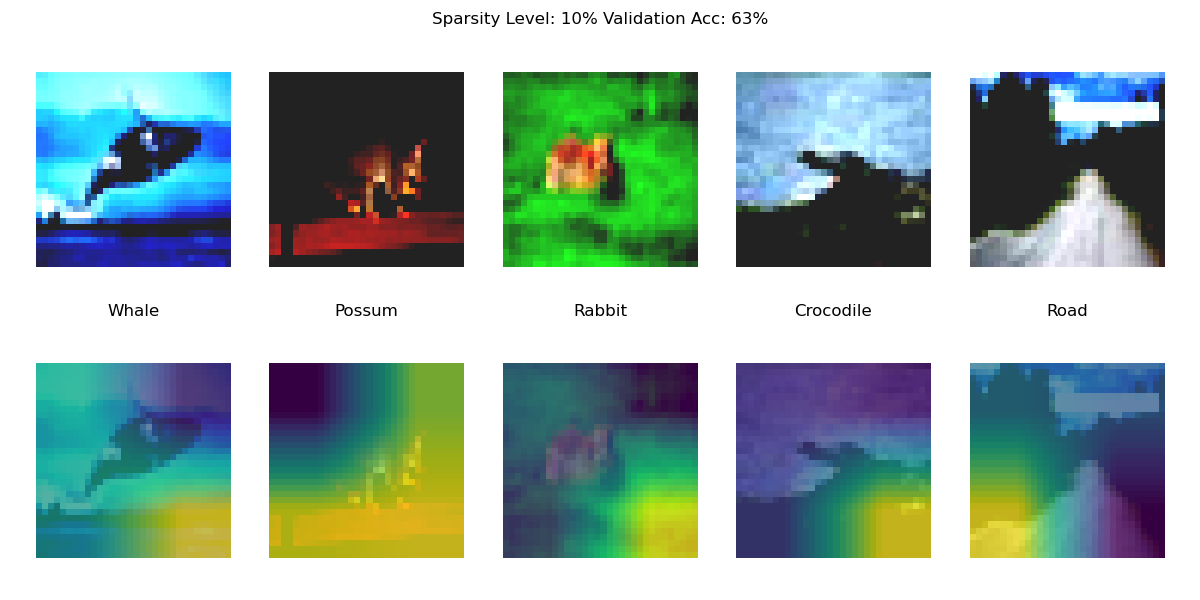 Sparsity Level: 10% Validation Acc: 63%
Whale
Possum
Rabbit
Crocodile
Road